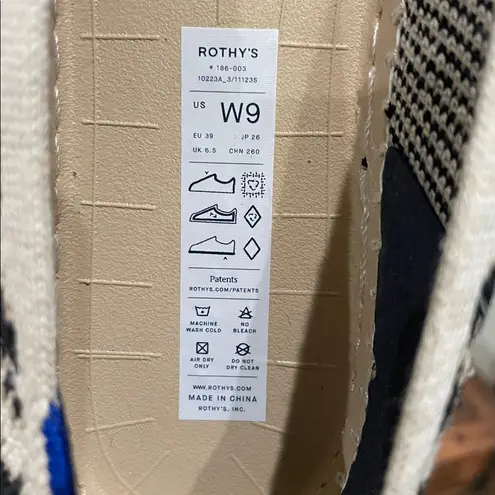 ROTHY'S
# 186-003
10223A_3/11123S
US W9
EU 39 / JP 26
UK 6.5 / CHN 260
Patents
ROTHYS.COM/PATENTS
MACHINE WASH COLD
NO BLEACH
AIR DRY ONLY
DO NOT DRY CLEAN
WWW.ROTHYS.COM
MADE IN CHINA
ROTHY'S, INC.